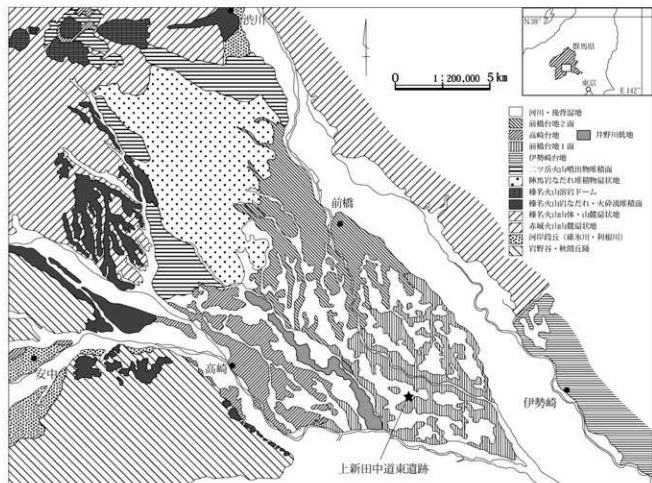 渋川
0 1:200,000 5 km
N.38°
群馬県
東京
E 142°
河川・後背湿地
前橋台地2面
高崎台地
井野川低地
前橋台地1面
伊勢崎台地
二ツ岳火山噴出物堆積面
陣馬岩なだれ堆積物扇状地
榛名火山溶岩ドーム
榛名火山岩なだれ・火砕流堆積面
榛名火山山体・山麓扇状地
赤城火山山麓扇状地
河岸段丘(碓氷川・利根川)
岩野谷・秋間丘陵
前橋
安中
高崎
伊勢崎
上新田中道東遺跡